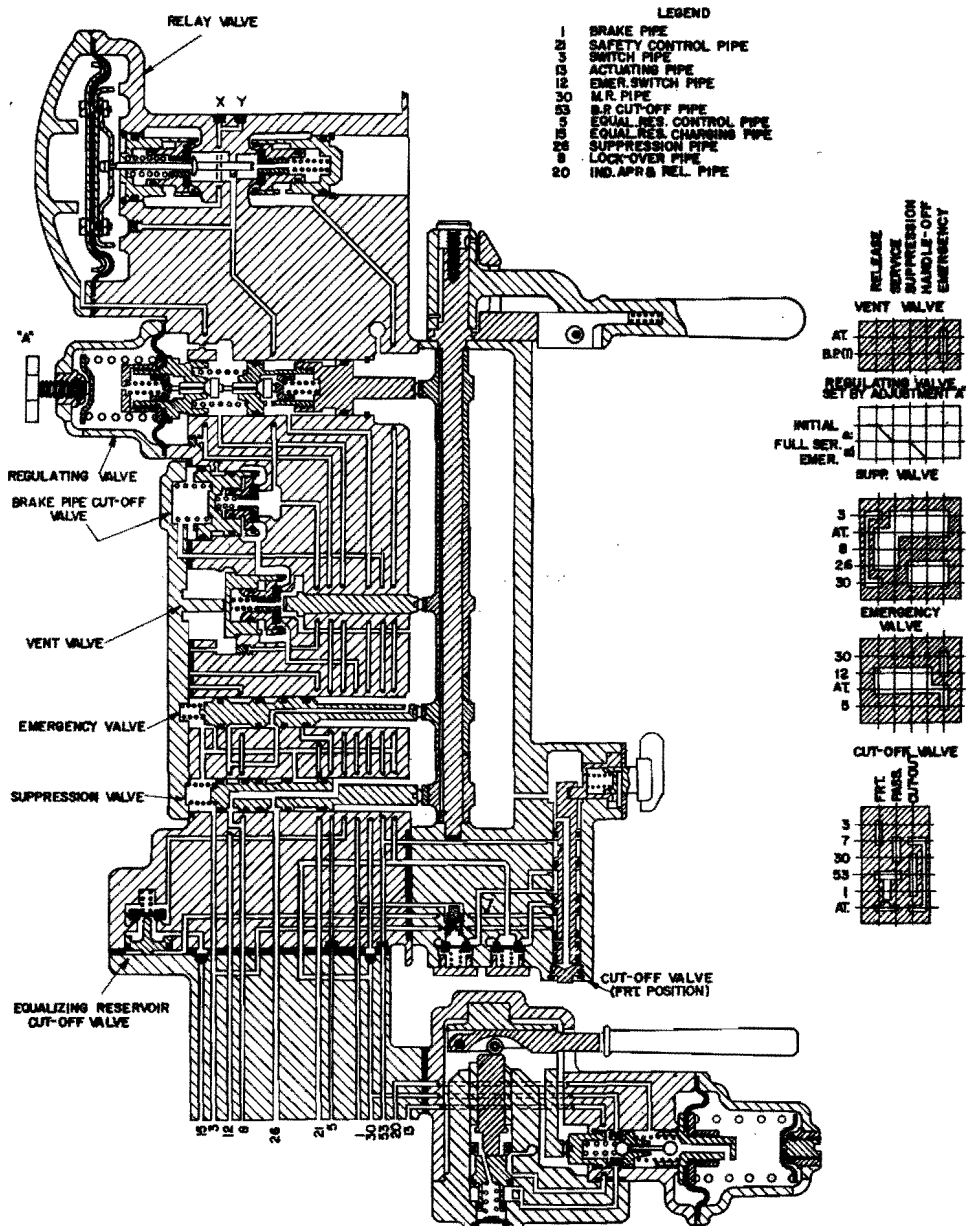 LEGEND
1 BRAKE PIPE
21 SAFETY CONTROL PIPE
3 SWITCH PIPE
13 ACTUATING PIPE
12 EMER. SWITCH PIPE
30 M.R. PIPE
53 B.P. CUT-OFF PIPE
5 EQUAL. RES. CONTROL PIPE
15 EQUAL. RES. CHARGING PIPE
26 SUPPRESSION PIPE
8 LOCK-OVER PIPE
20 IND. APR & REL. PIPE
RELAY VALVE
X Y
"A"
REGULATING VALVE
BRAKE PIPE CUT-OFF
VALVE
VENT VALVE
EMERGENCY VALVE
SUPPRESSION VALVE
EQUALIZING RESERVOIR
CUT-OFF VALVE
CUT-OFF VALVE
(FRT. POSITION)
15 3 12 8 26 21 5 1 30 53 20 13
RELEASE
SERVICE
SUPPRESSION
HANDLE-OFF
EMERGENCY
VENT VALVE
AT.
B.P.(1)
REGULATING VALVE
SET BY ADJUSTMENT "A"
INITIAL
FULL SER.
EMER.
SUPP. VALVE
3
AT.
8
26
30
EMERGENCY
VALVE
30
12
AT.
5
CUT-OFF VALVE
FRT.
PASS.
CUT-OUT
3
7
30
53
1
AT.